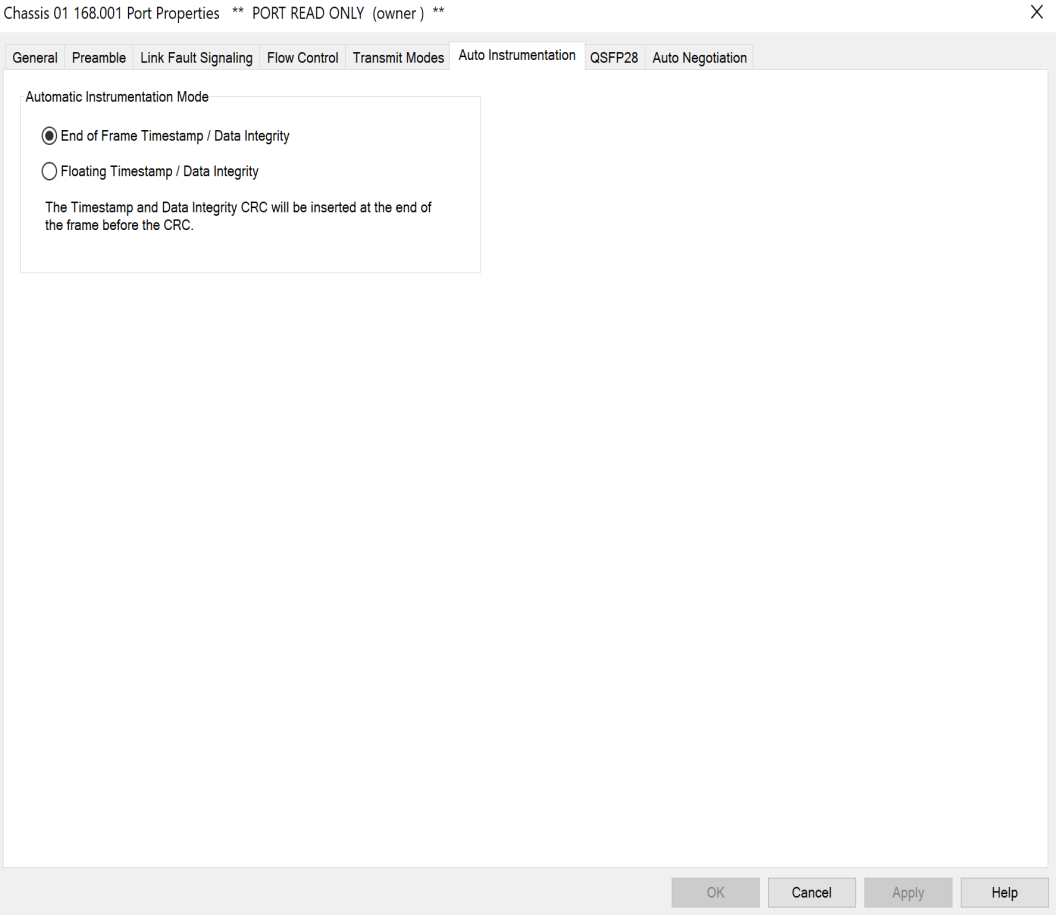 Chassis 01 168.001 Port Properties ** PORT READ ONLY (owner ) **
General Preamble Link Fault Signaling Flow Control Transmit Modes Auto Instrumentation QSFP28 Auto Negotiation
Automatic Instrumentation Mode
End of Frame Timestamp / Data Integrity
Floating Timestamp / Data Integrity
The Timestamp and Data Integrity CRC will be inserted at the end of
the frame before the CRC.
OK Cancel Apply Help